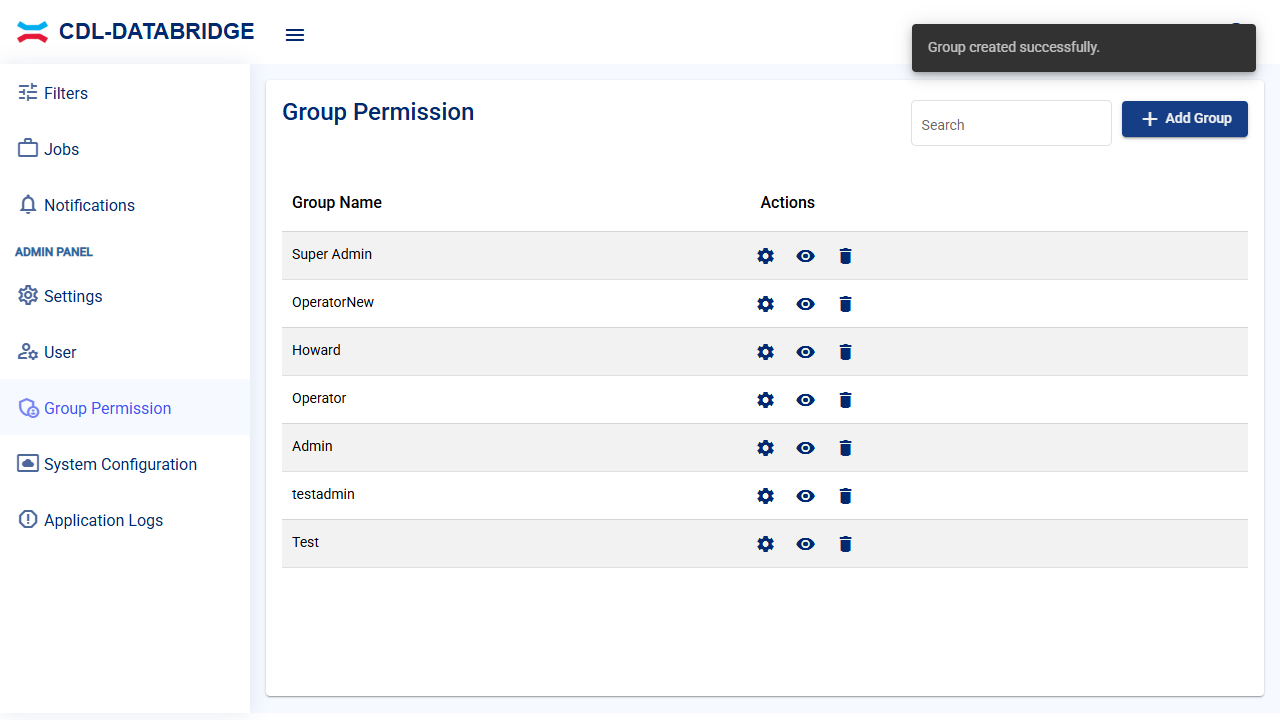 CDL-DATABRIDGE
Group created successfully.
Filters
Jobs
Notifications
ADMIN PANEL
Settings
User
Group Permission
System Configuration
Application Logs
Group Permission
Search
Add Group
Group Name Actions
Super Admin
OperatorNew
Howard
Operator
Admin
testadmin
Test